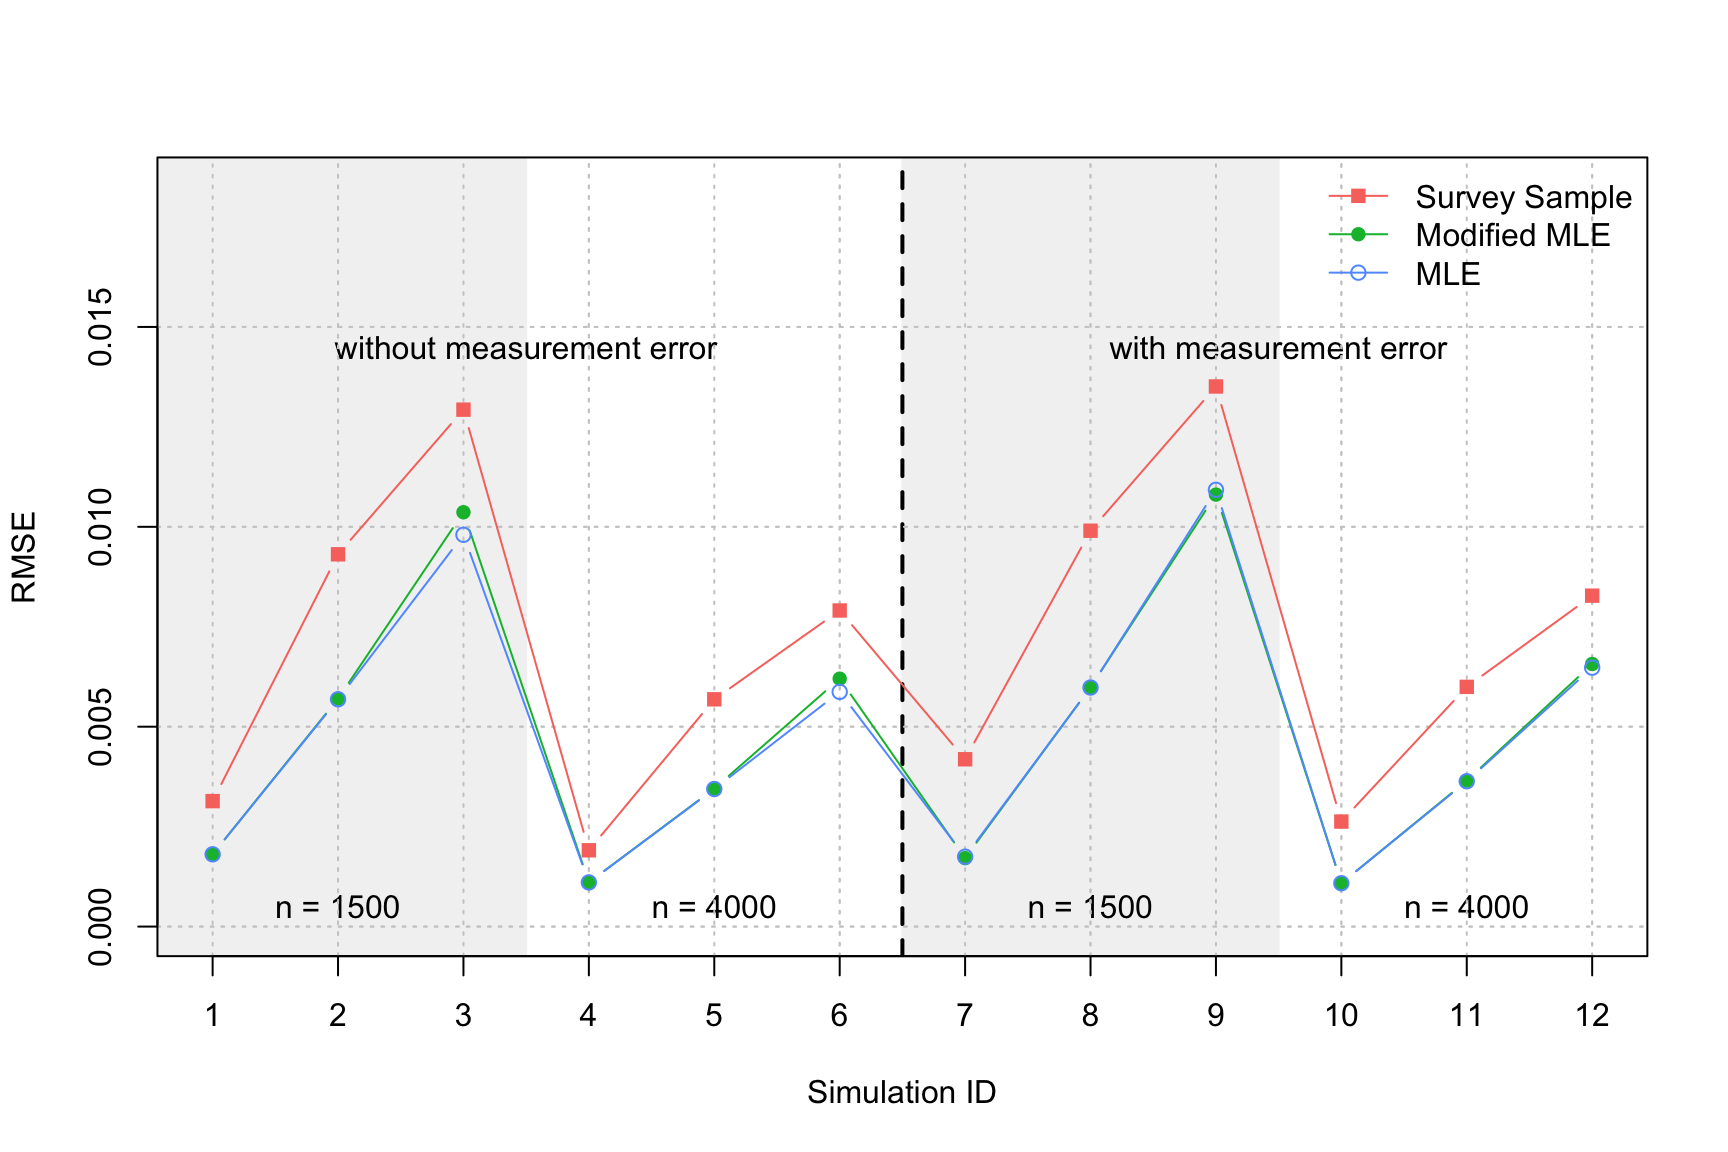 Survey Sample
Modified MLE
MLE
0.015
without measurement error
with measurement error
0.010
RMSE
0.005
n = 1500
n = 4000
n = 1500
n = 4000
0.000
1 2 3 4 5 6 7 8 9 10 11 12
Simulation ID